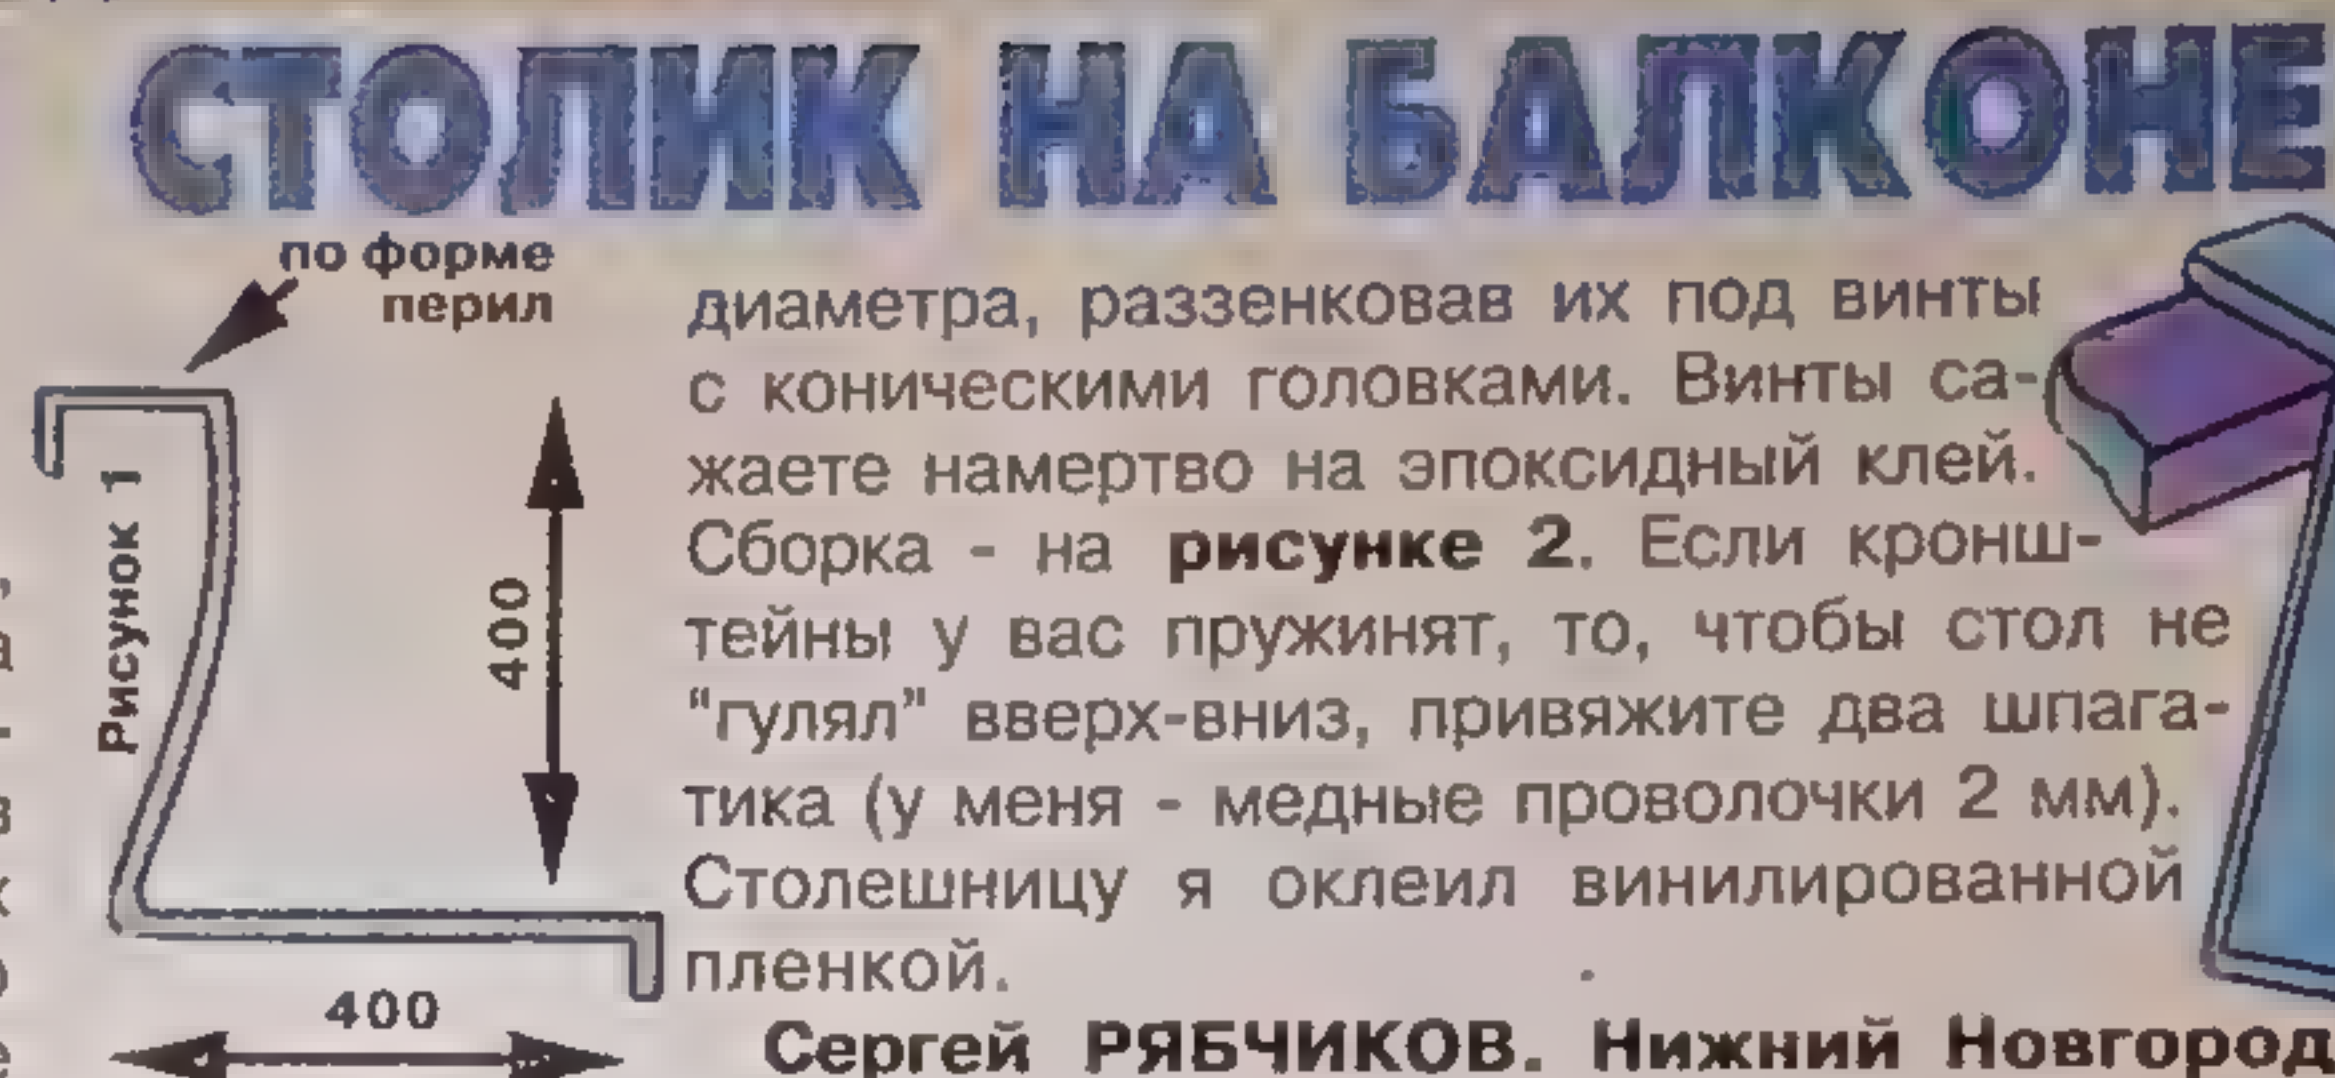 СТОЛИК НА БАЛКОНЕ
по форме
перил
Рисунок 1
400
400
диаметра, раззенковав их под винты
с коническими головками. Винты са-
жаете намертво на эпоксидный клей.
Сборка - на рисунке 2. Если кронш-
тейны у вас пружинят, то, чтобы стол не
"гулял" вверх-вниз, привяжите два шпага-
тика (у меня - медные проволочки 2 мм).
Столешницу я оклеил винилированной
пленкой.
Сергей РЯБЧИКОВ. Нижний Новгород